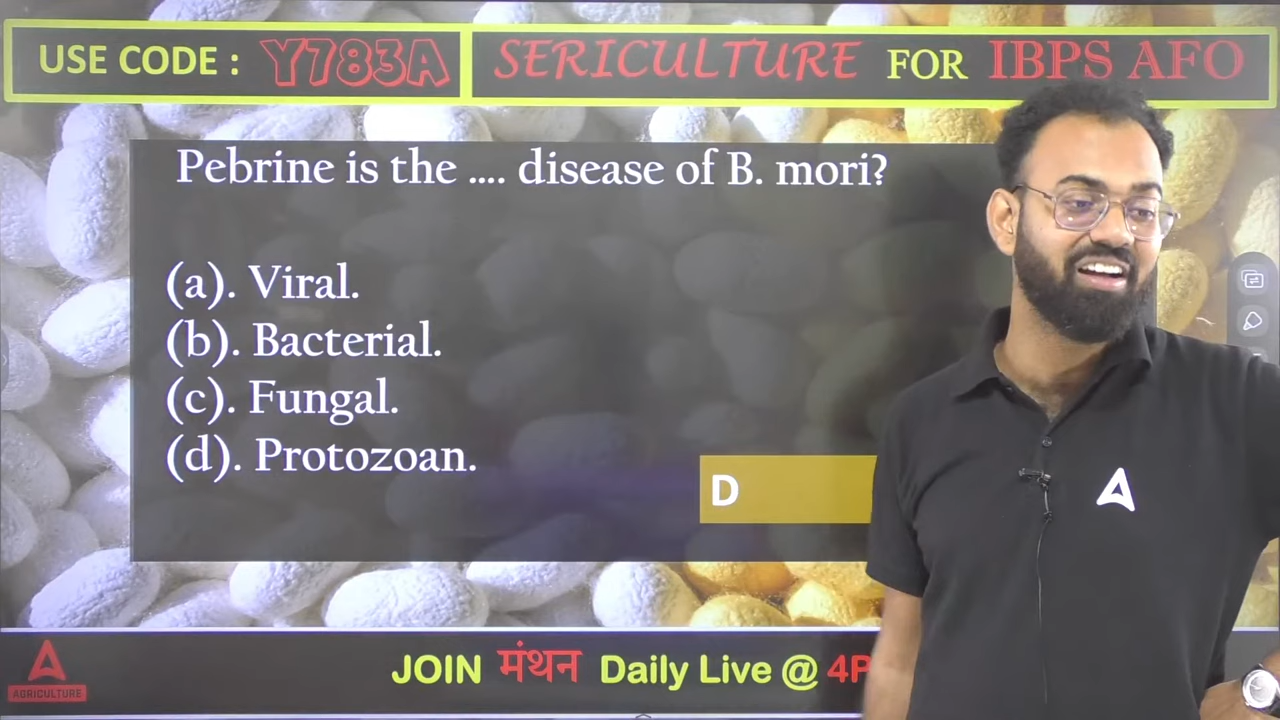 USE CODE : Y783A
SERICULTURE FOR IBPS AFO
Pebrine is the .... disease of B. mori?
(a). Viral.
(b). Bacterial.
(c). Fungal.
(d). Protozoan.
D
JOIN मंथन Daily Live @ 4P
AGRICULTURE